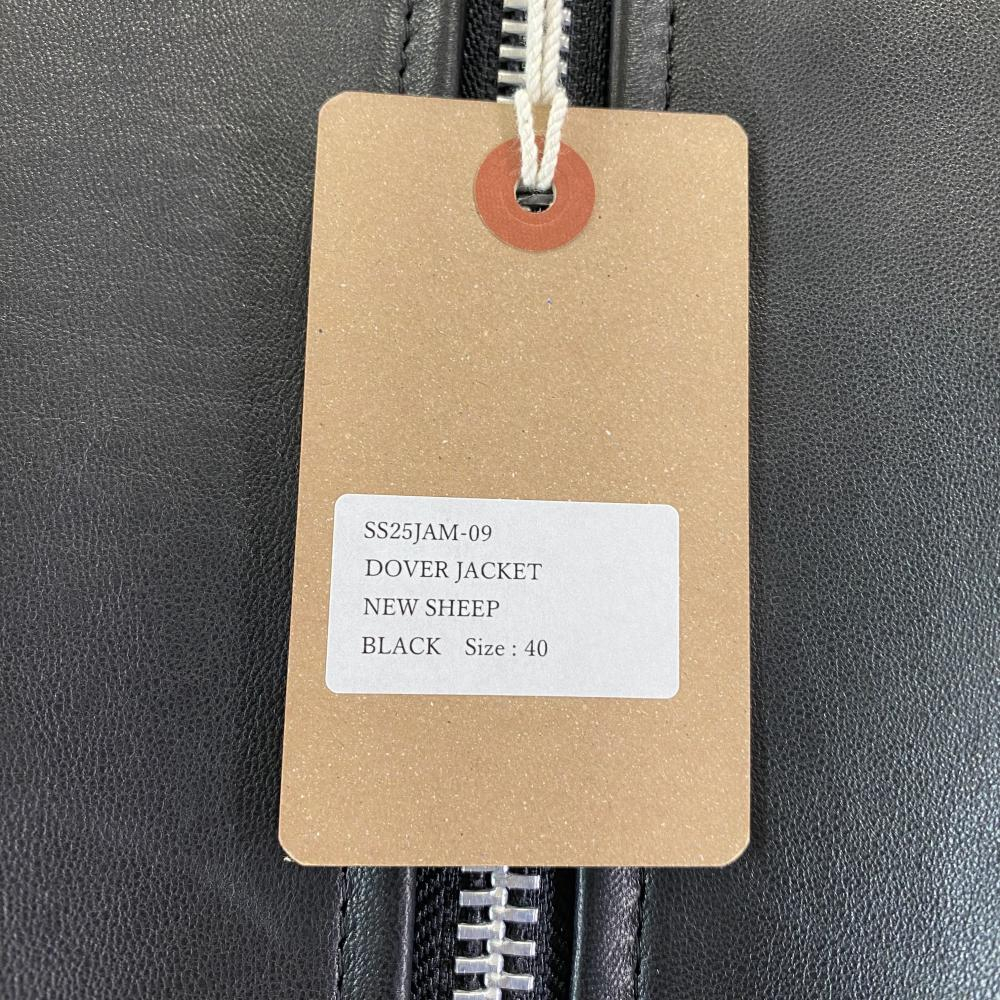 SS25JAM-09
DOVER JACKET
NEW SHEEP
BLACK Size : 40